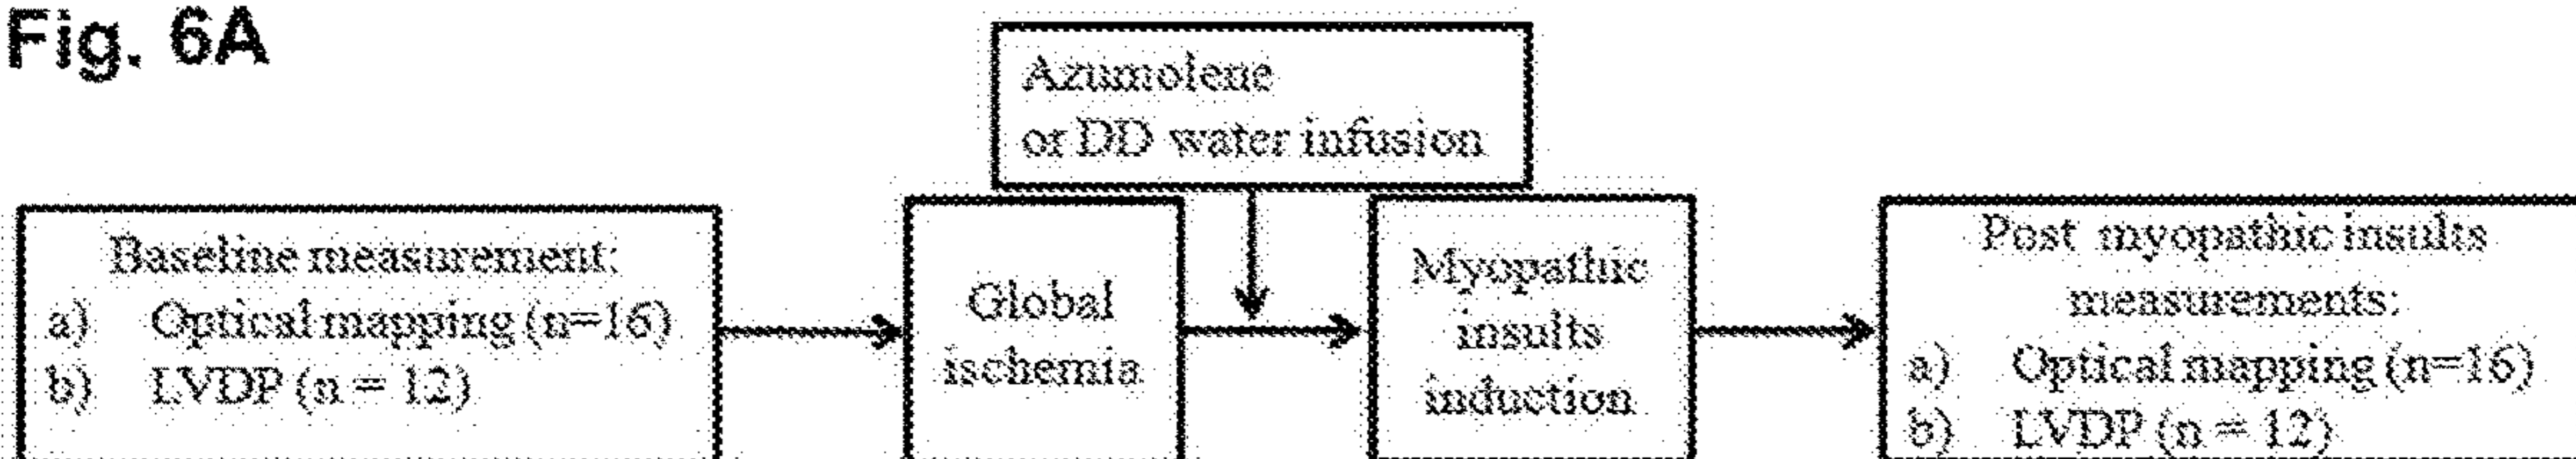 Fig. 6A
Azumolene
or DD water infusion
Baseline measurement:
a) Optical mapping (n=16)
b) LVDP (n = 12)
Global
ischemia
Myopathic
insults
induction
Post myopathic insults
measurements:
a) Optical mapping (n=16)
b) LVDP (n = 12)